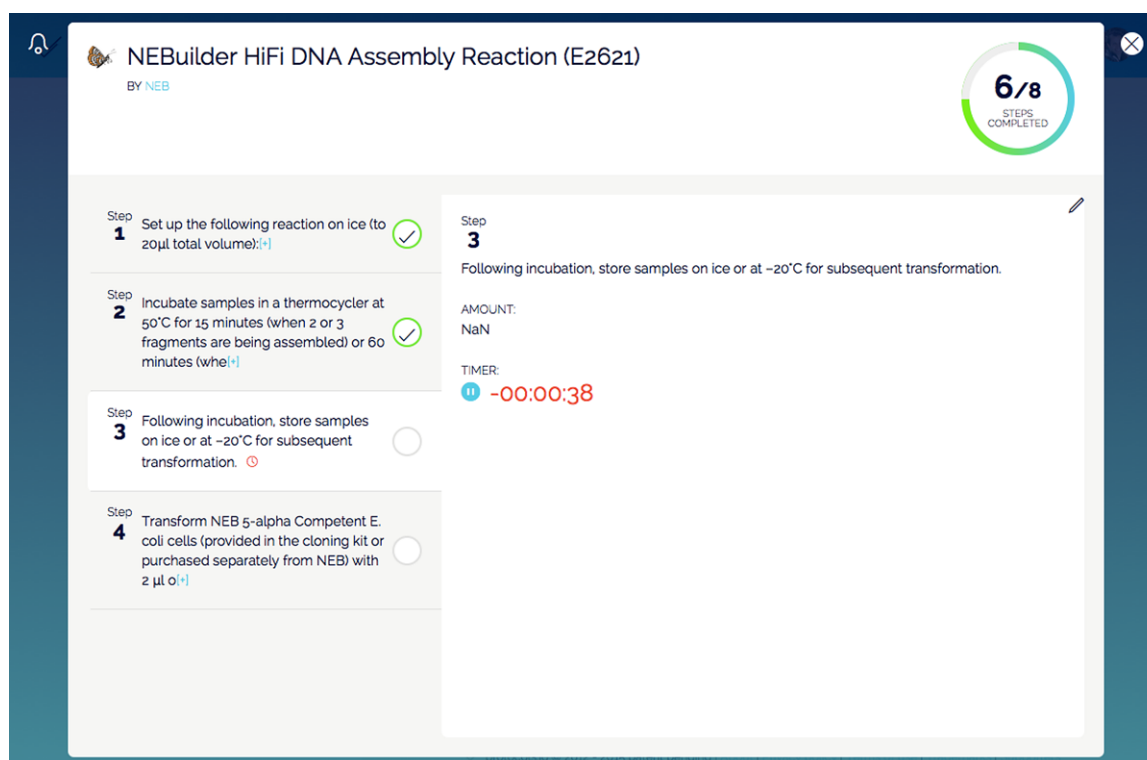 NEBuilder HiFi DNA Assembly Reaction (E2621)
BY NEB
6/8
STEPS
COMPLETED
Step
1
Set up the following reaction on ice (to
20µl total volume):[+]
Step
2
Incubate samples in a thermocycler at
50°C for 15 minutes (when 2 or 3
fragments are being assembled) or 60
minutes (whe[+]
Step
3
Following incubation, store samples
on ice or at –20°C for subsequent
transformation.
Step
4
Transform NEB 5-alpha Competent E.
coli cells (provided in the cloning kit or
purchased separately from NEB) with
2 µl o[+]
Step
3
Following incubation, store samples on ice or at –20°C for subsequent transformation.
AMOUNT:
NaN
TIMER:
-00:00:38